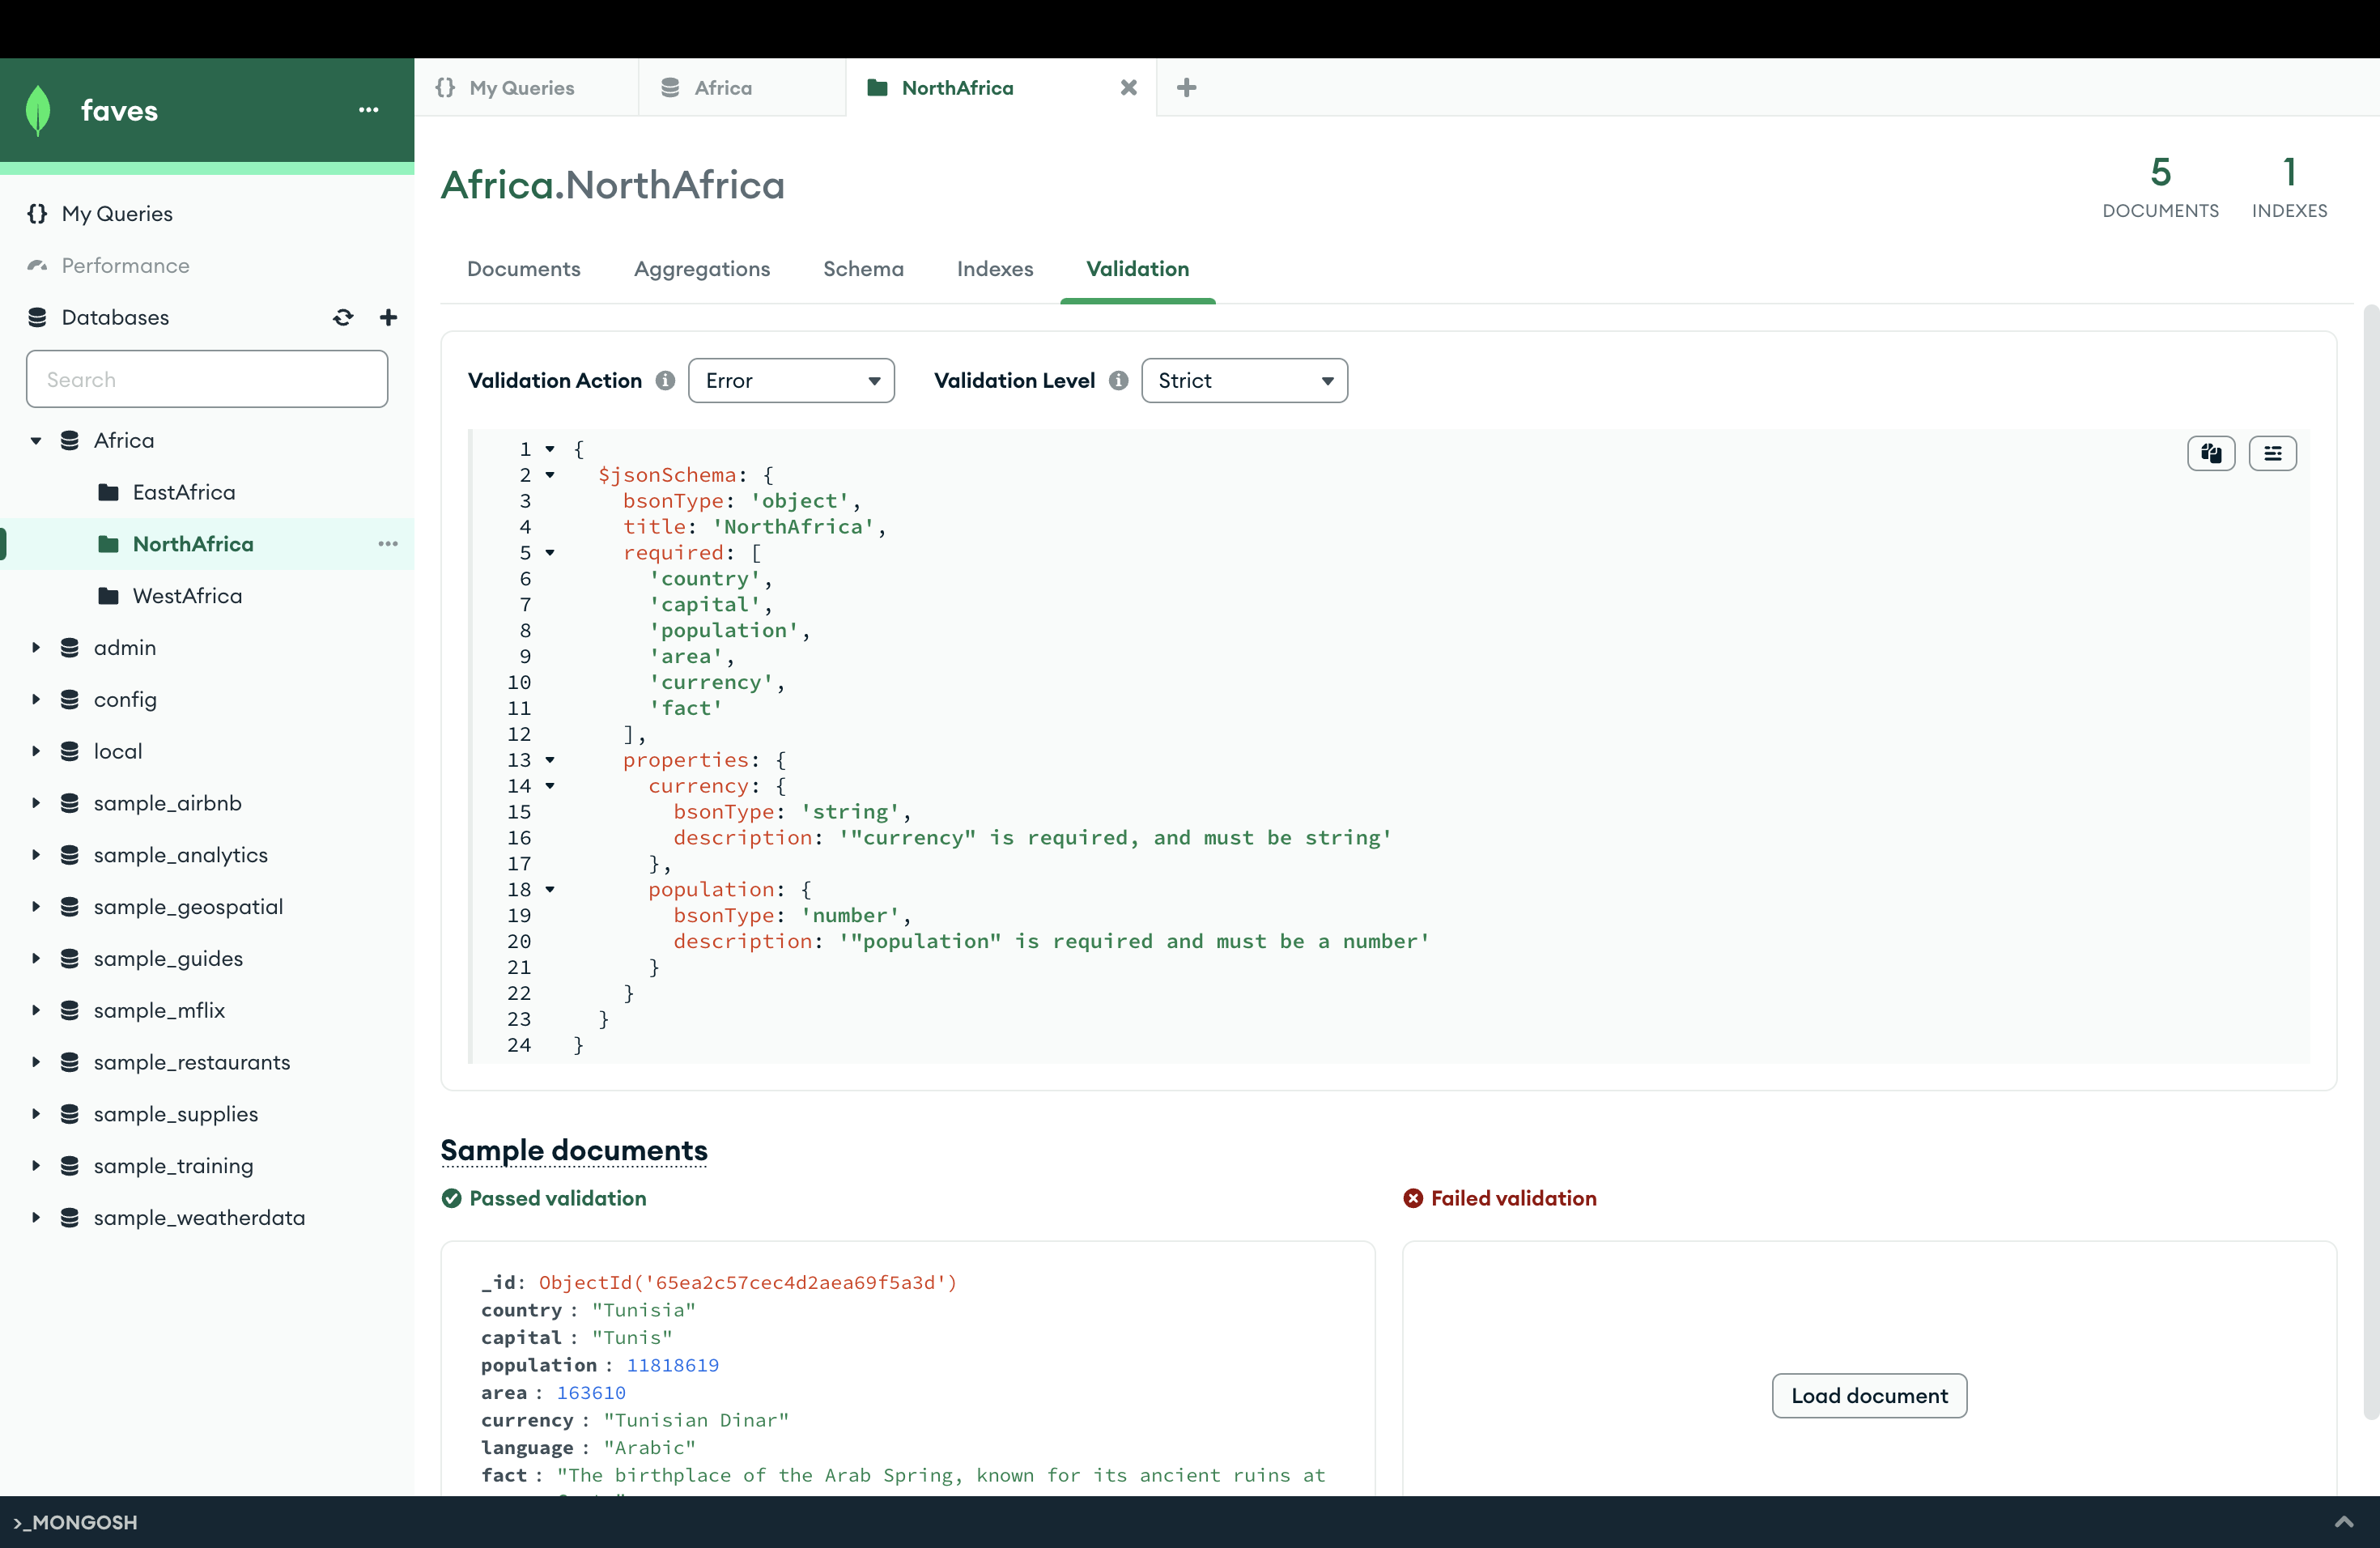 faves
My Queries
Performance
Databases
Search
Africa
EastAfrica
NorthAfrica
WestAfrica
admin
config
local
sample_airbnb
sample_analytics
sample_geospatial
sample_guides
sample_mflix
sample_restaurants
sample_supplies
sample_training
sample_weatherdata
{} My Queries
Africa
NorthAfrica
Africa.NorthAfrica
5
DOCUMENTS
1
INDEXES
Documents
Aggregations
Schema
Indexes
Validation
Validation Action
Error
Validation Level
Strict
1 {
2 $jsonSchema: {
3 bsonType: 'object',
4 title: 'NorthAfrica',
5 required: [
6 'country',
7 'capital',
8 'population',
9 'area',
10 'currency',
11 'fact'
12 ],
13 properties: {
14 currency: {
15 bsonType: 'string',
16 description: '"currency" is required, and must be string'
17 },
18 population: {
19 bsonType: 'number',
20 description: '"population" is required and must be a number'
21 }
22 }
23 }
24 }
Sample documents
Passed validation
_id: ObjectId('65ea2c57cec4d2aea69f5a3d')
country : "Tunisia"
capital : "Tunis"
population : 11818619
area : 163610
currency : "Tunisian Dinar"
language : "Arabic"
fact : "The birthplace of the Arab Spring, known for its ancient ruins at
Failed validation
Load document
>_MONGOSH